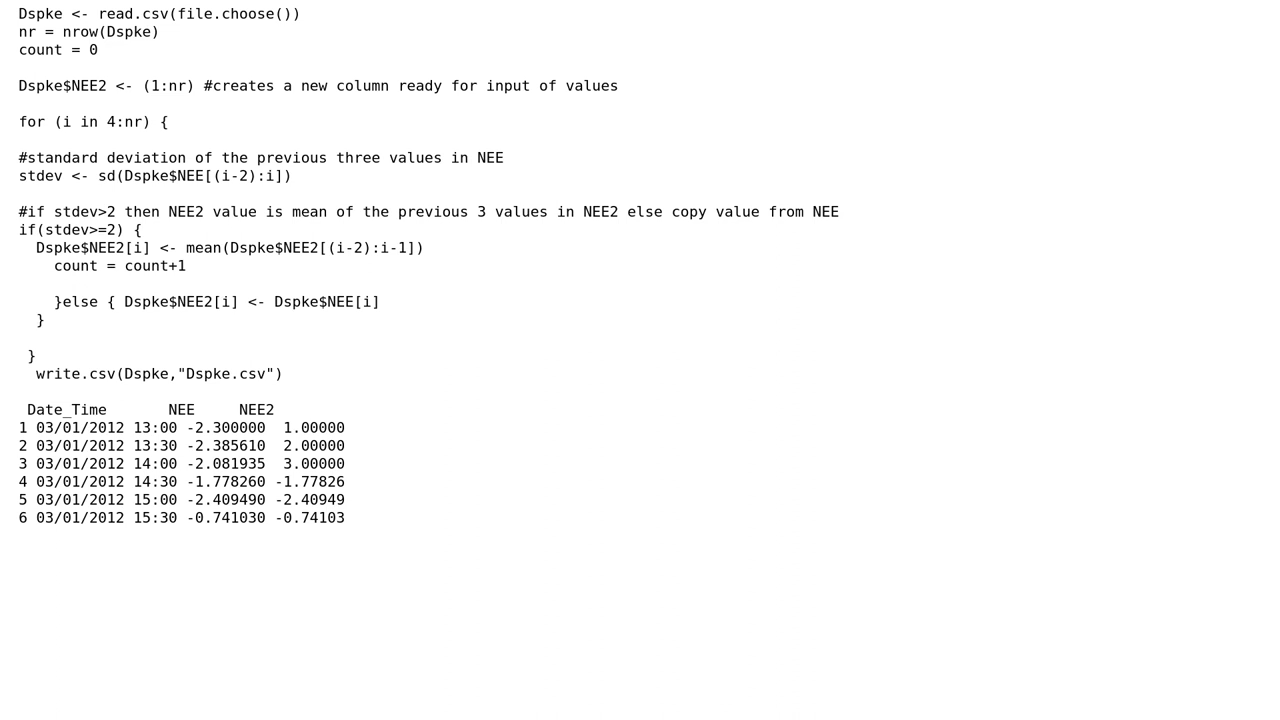 Dspke <- read.csv(file.choose())
nr = nrow(Dspke)
count = 0
Dspke$NEE2 <- (1:nr) #creates a new column ready for input of values
for (i in 4:nr) {
#standard deviation of the previous three values in NEE
stdev <- sd(Dspke$NEE[(i-2):i])
#if stdev>2 then NEE2 value is mean of the previous 3 values in NEE2 else copy value from NEE
if(stdev>=2) {
Dspke$NEE2[i] <- mean(Dspke$NEE2[(i-2):i-1])
count = count+1
}else { Dspke$NEE2[i] <- Dspke$NEE[i]
}
}
write.csv(Dspke,"Dspke.csv")
Date_Time NEE NEE2
1 03/01/2012 13:00 -2.300000 1.00000
2 03/01/2012 13:30 -2.385610 2.00000
3 03/01/2012 14:00 -2.081935 3.00000
4 03/01/2012 14:30 -1.778260 -1.77826
5 03/01/2012 15:00 -2.409490 -2.40949
6 03/01/2012 15:30 -0.741030 -0.74103